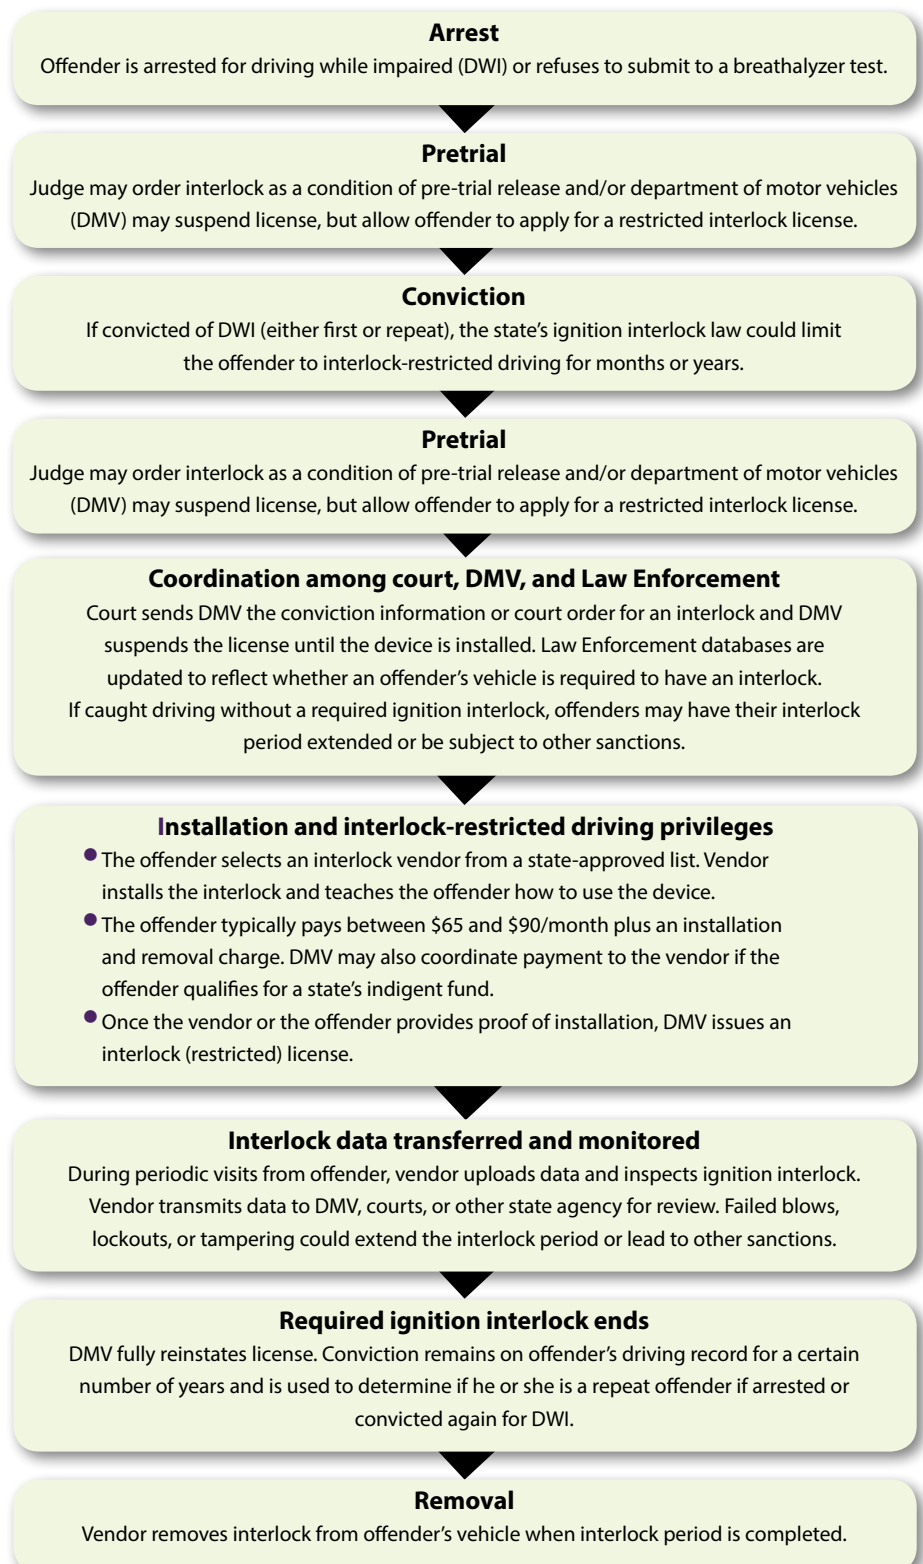 Arrest
Offender is arrested for driving while impaired (DWI) or refuses to submit to a breathalyzer test.
Pretrial
Judge may order interlock as a condition of pre-trial release and/or department of motor vehicles
(DMV) may suspend license, but allow offender to apply for a restricted interlock license.
Conviction
If convicted of DWI (either first or repeat), the state’s ignition interlock law could limit
the offender to interlock-restricted driving for months or years.
Pretrial
Judge may order interlock as a condition of pre-trial release and/or department of motor vehicles
(DMV) may suspend license, but allow offender to apply for a restricted interlock license.
Coordination among court, DMV, and Law Enforcement
Court sends DMV the conviction information or court order for an interlock and DMV
suspends the license until the device is installed. Law Enforcement databases are
updated to reflect whether an offender’s vehicle is required to have an interlock.
If caught driving without a required ignition interlock, offenders may have their interlock
period extended or be subject to other sanctions.
Installation and interlock-restricted driving privileges
• The offender selects an interlock vendor from a state-approved list. Vendor
installs the interlock and teaches the offender how to use the device.
• The offender typically pays between $65 and $90/month plus an installation
and removal charge. DMV may also coordinate payment to the vendor if the
offender qualifies for a state’s indigent fund.
• Once the vendor or the offender provides proof of installation, DMV issues an
interlock (restricted) license.
Interlock data transferred and monitored
During periodic visits from offender, vendor uploads data and inspects ignition interlock.
Vendor transmits data to DMV, courts, or other state agency for review. Failed blows,
lockouts, or tampering could extend the interlock period or lead to other sanctions.
Required ignition interlock ends
DMV fully reinstates license. Conviction remains on offender’s driving record for a certain
number of years and is used to determine if he or she is a repeat offender if arrested or
convicted again for DWI.
Removal
Vendor removes interlock from offender’s vehicle when interlock period is completed.